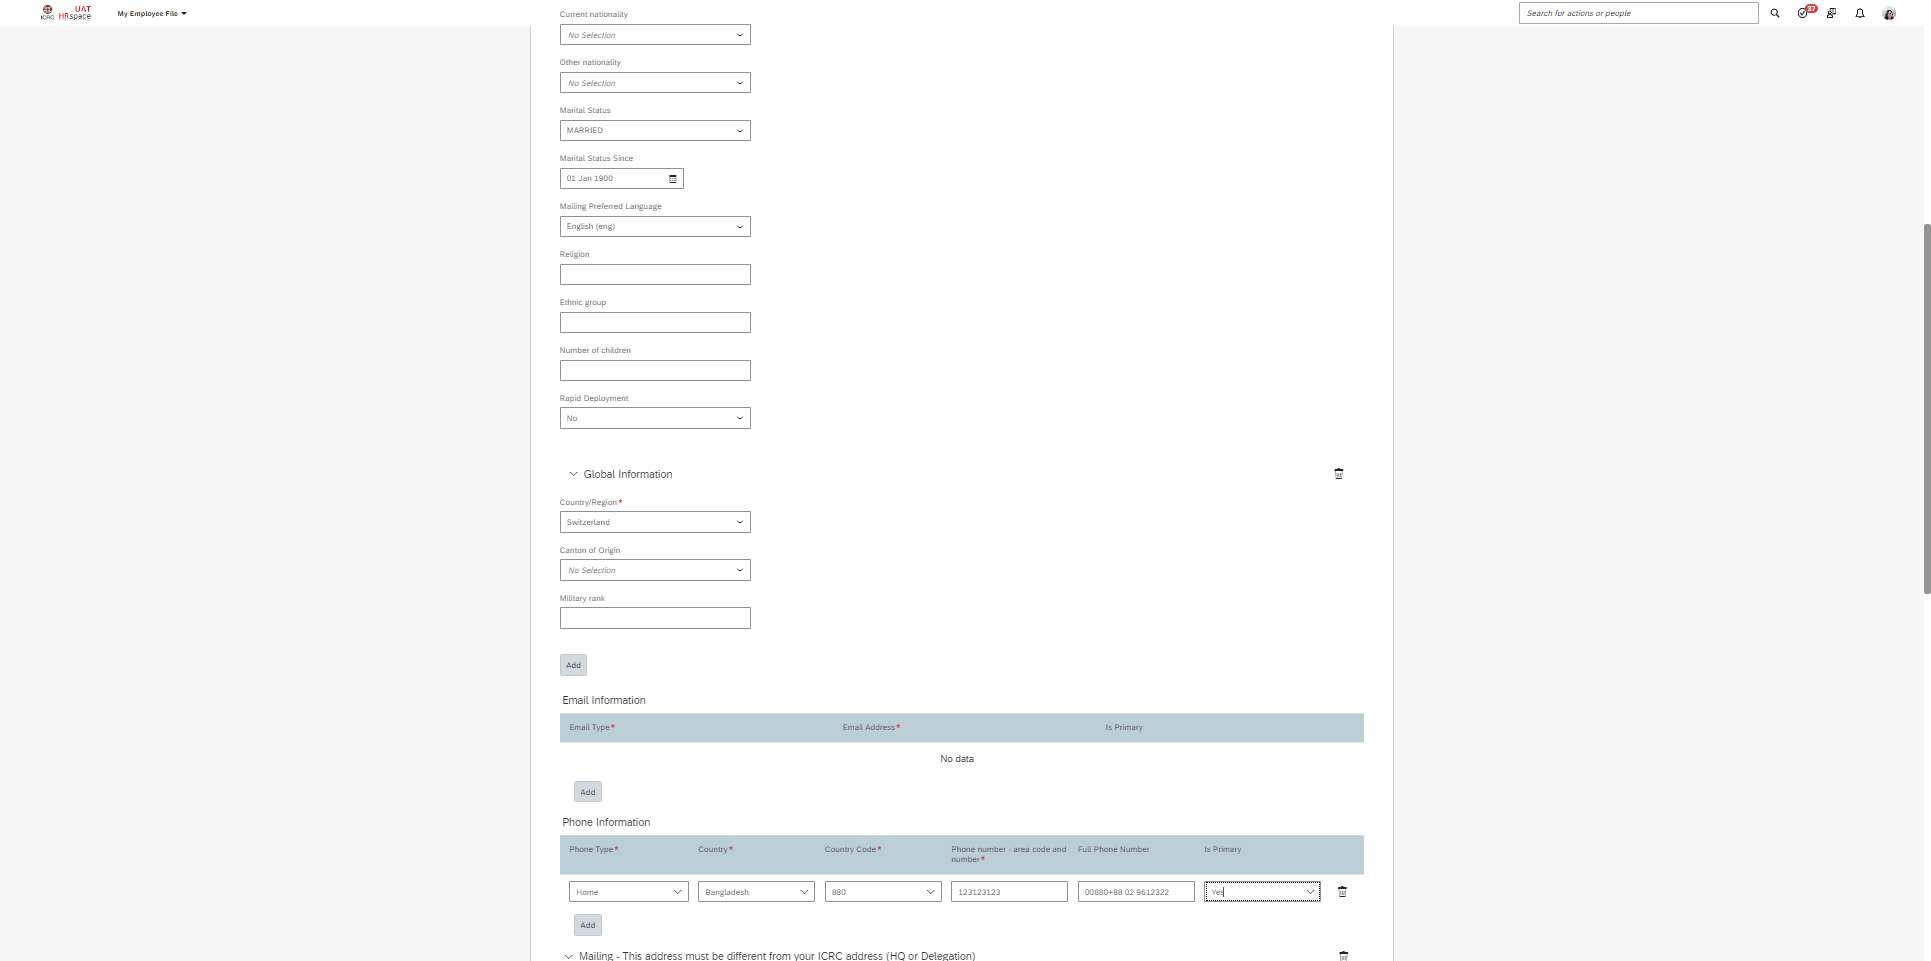 ICRC
UAT
HRspace
My Employee File
Search for actions or people
37
Current nationality
No Selection
Other nationality
No Selection
Marital Status
MARRIED
Marital Status Since
01 Jan 1900
Mailing Preferred Language
English (eng)
Religion
Ethnic group
Number of children
Rapid Deployment
No
Global Information
Country/Region*
Switzerland
Canton of Origin
No Selection
Military rank
Add
Email Information
Email Type* Email Address* Is Primary
No data
Add
Phone Information
Phone Type* Country* Country Code* Phone number - area code and number* Full Phone Number Is Primary
Home Bangladesh 880 123123123 00880+88 02 9612322 Yes
Add
Mailing - This address must be different from your ICRC address (HQ or Delegation)